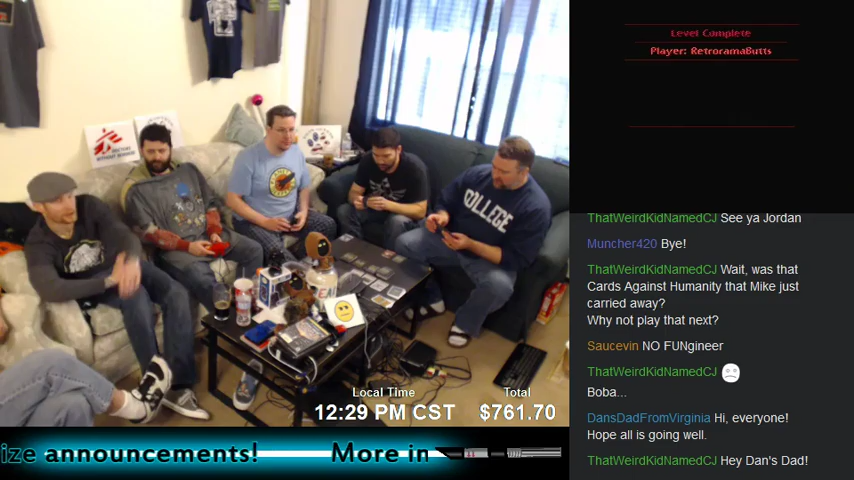 Level Complete
Player: RetroramaButts
COLLEGE
ThatWeirdKidNamedCJ See ya Jordan
Muncher420 Bye!
ThatWeirdKidNamedCJ Wait, was that
Cards Against Humanity that Mike just
carried away?
Why not play that next?
Saucevin NO FUNgineer
ThatWeirdKidNamedCJ
Boba...
DansDadFromVirginia Hi, everyone!
Hope all is going well.
ThatWeirdKidNamedCJ Hey Dan's Dad!
Local Time
12:29 PM CST
Total
$761.70
ize announcements!
More in